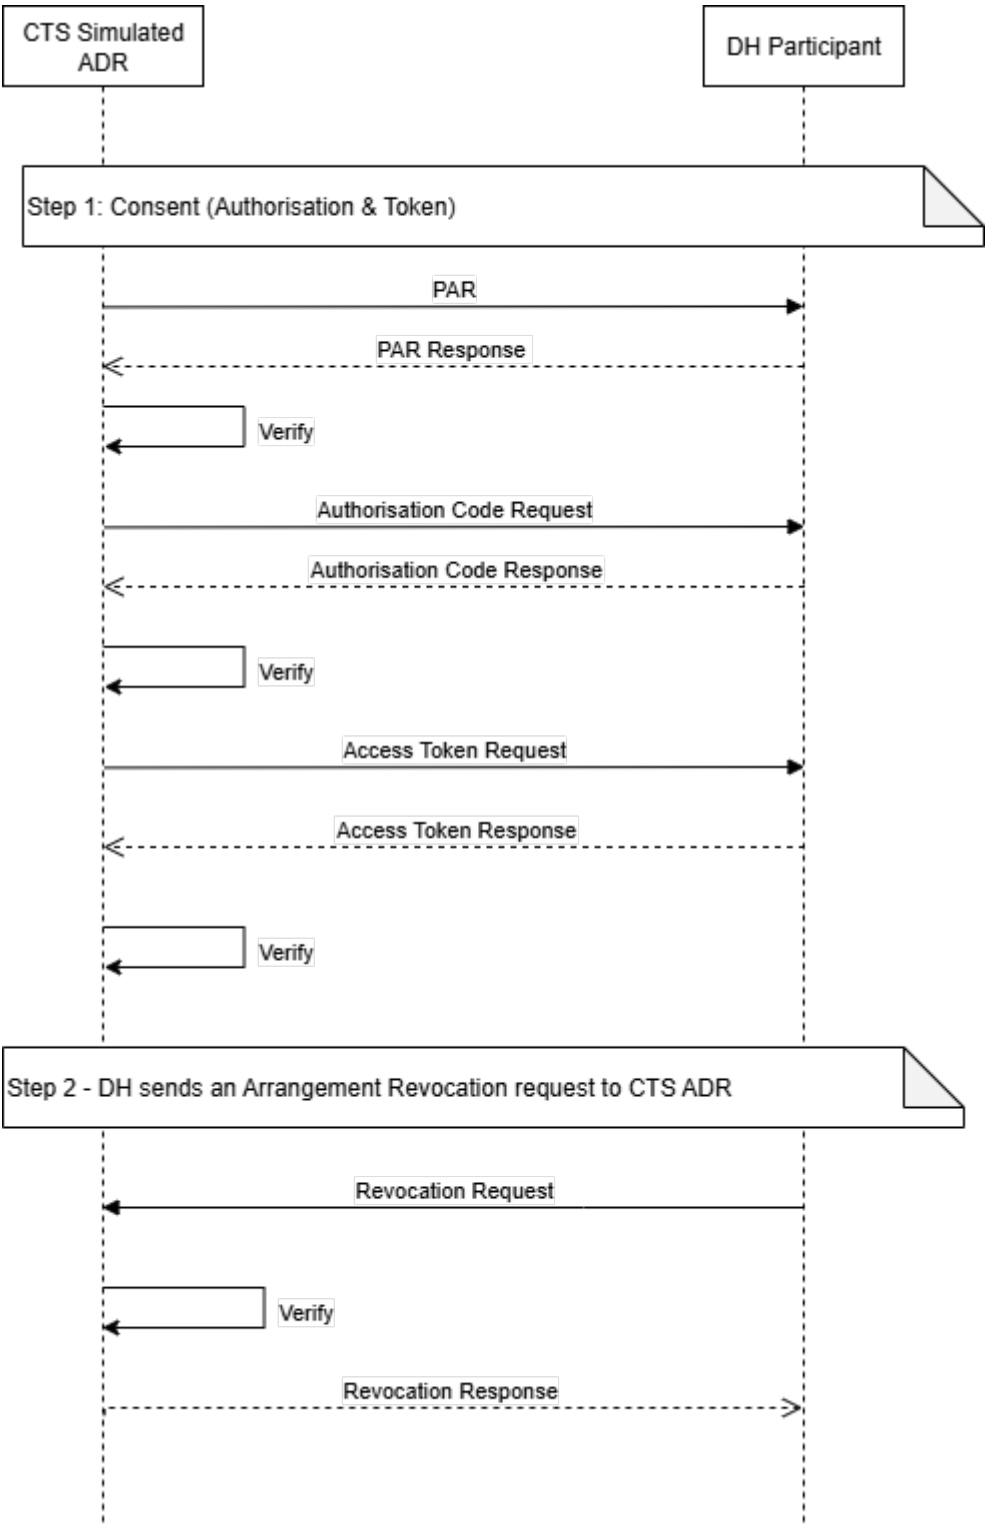 CTS Simulated
ADR
DH Participant
Step 1: Consent (Authorisation & Token)
PAR
PAR Response
Verify
Authorisation Code Request
Authorisation Code Response
Verify
Access Token Request
Access Token Response
Verify
Step 2 - DH sends an Arrangement Revocation request to CTS ADR
Revocation Request
Verify
Revocation Response